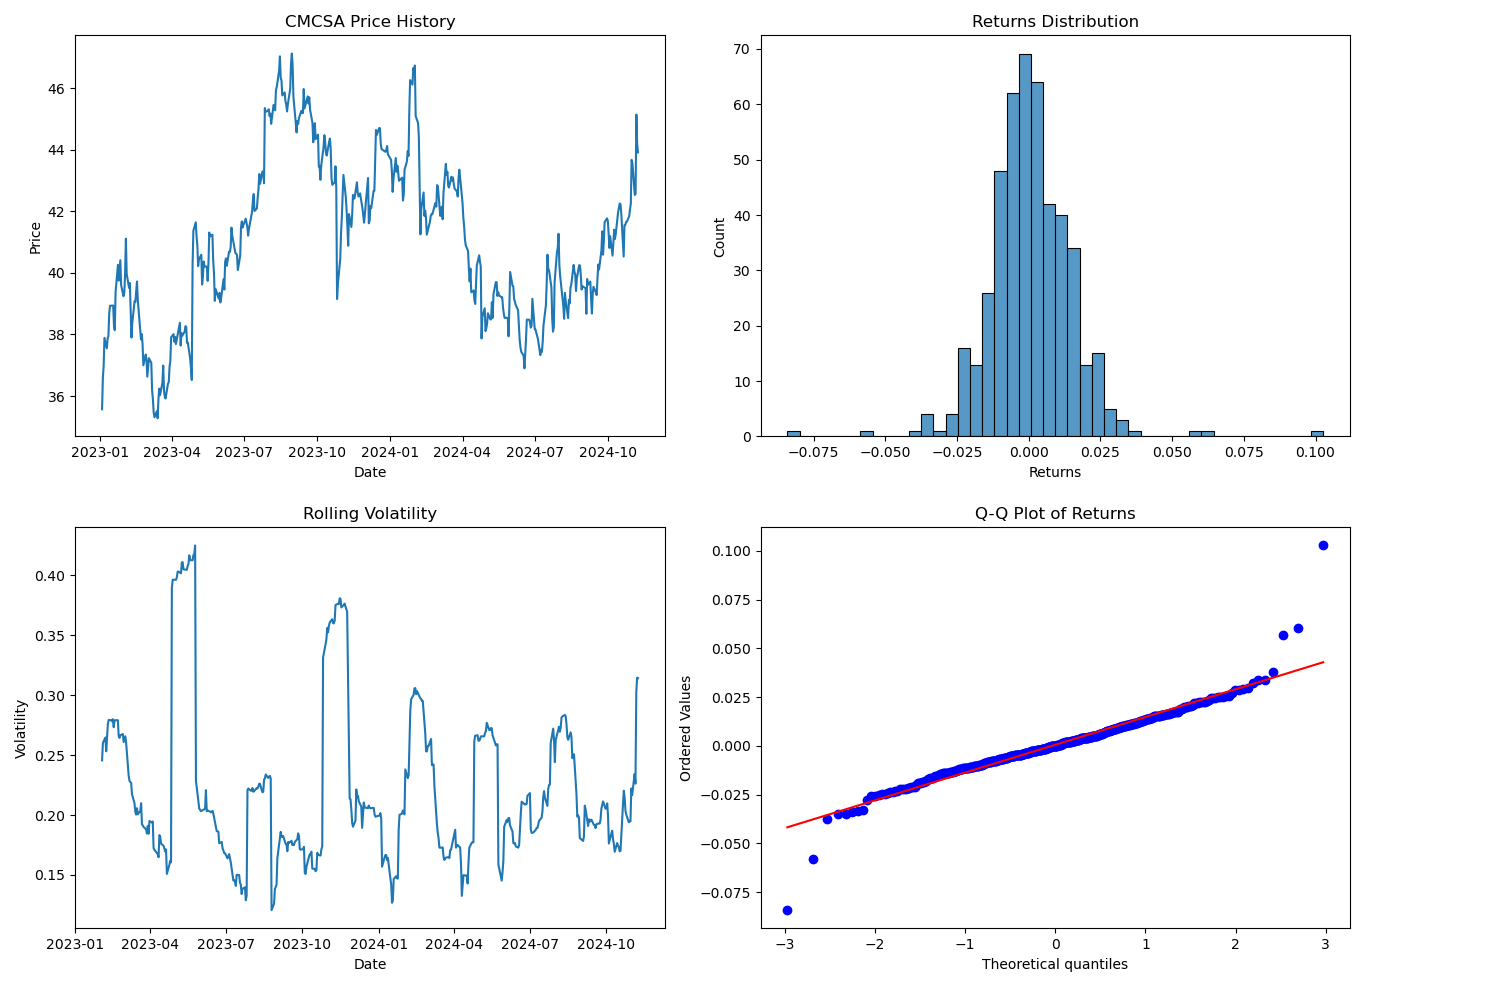 CMCSA Price History
Price
46
44
42
40
38
36
2023-01 2023-04 2023-07 2023-10 2024-01 2024-04 2024-07 2024-10
Date
Returns Distribution
Count
70
60
50
40
30
20
10
0
−0.075 −0.050 −0.025 0.000 0.025 0.050 0.075 0.100
Returns
Rolling Volatility
Volatility
0.40
0.35
0.30
0.25
0.20
0.15
2023-01 2023-04 2023-07 2023-10 2024-01 2024-04 2024-07 2024-10
Date
Q-Q Plot of Returns
Ordered Values
0.100
0.075
0.050
0.025
0.000
−0.025
−0.050
−0.075
−3 −2 −1 0 1 2 3
Theoretical quantiles